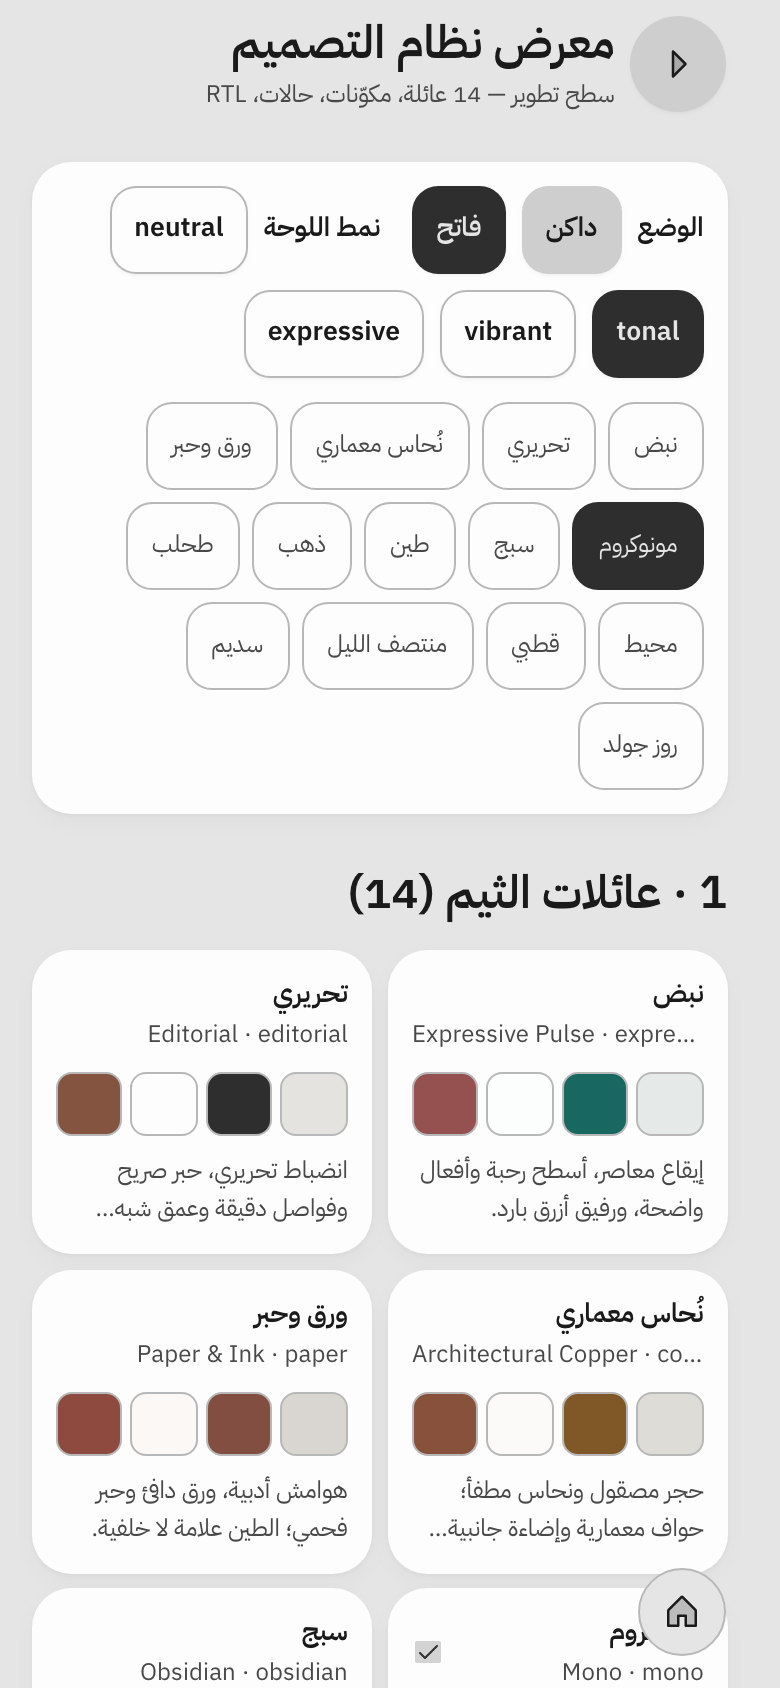 معرض نظام التصميم
سطح تطوير — 14 عائلة، مكوّنات، حالات، RTL
الوضع داكن فاتح نمط اللوحة neutral
tonal vibrant expressive
نبض تحريري نُحاس معماري ورق وحبر
مونوكروم سبج طين ذهب طحلب
محيط قطبي منتصف الليل سديم
روز جولد
1 · عائلات الثيم (14)
نبض
Expressive Pulse · expre...
إيقاع معاصر، أسطح رحبة وأفعال
واضحة، ورفيق أزرق بارد.
تحريري
Editorial · editorial
انضباط تحريري، حبر صريح
وفواصل دقيقة وعمق شبه...
نُحاس معماري
Architectural Copper · co...
حجر مصقول ونحاس مطفأ؛
حواف معمارية وإضاءة جانبية...
ورق وحبر
Paper & Ink · paper
هوامش أدبية، ورق دافئ وحبر
فحمي؛ الطين علامة لا خلفية.
Mono · mono
سبج
Obsidian · obsidian